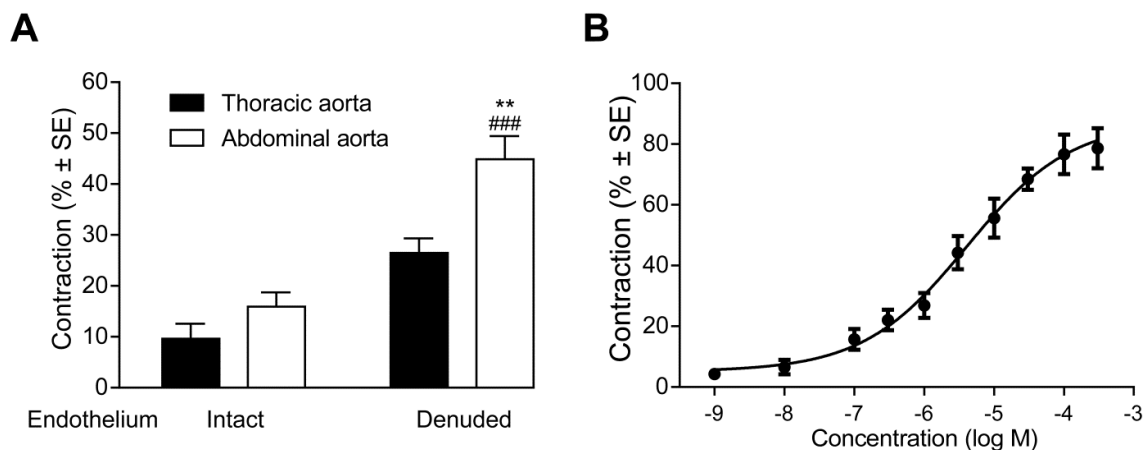 A
Contraction (% ± SE)
60
50
40
30
20
10
0
Thoracic aorta
Abdominal aorta
**
###
Endothelium
Intact
Denuded
B
Contraction (% ± SE)
100
80
60
40
20
0
-9
-8
-7
-6
-5
-4
-3
Concentration (log M)